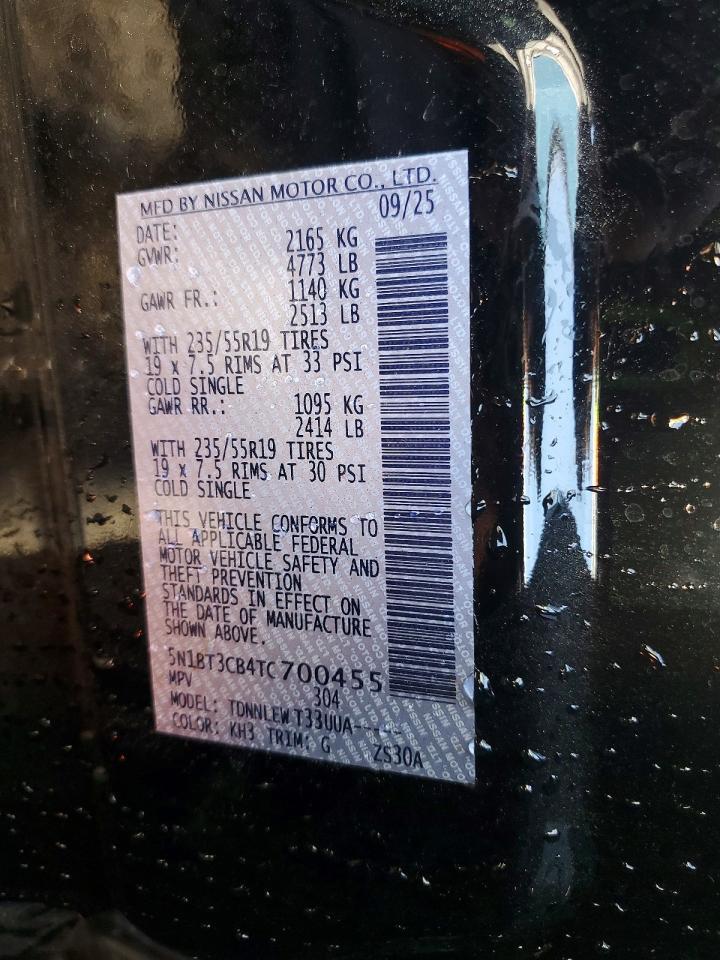 MFD BY NISSAN MOTOR CO., LTD.
DATE: 09/25
GVWR: 2165 KG
4773 LB
GAWR FR.: 1140 KG
2513 LB
WITH 235/55R19 TIRES
19 x 7.5 RIMS AT 33 PSI
COLD SINGLE
GAWR RR.: 1095 KG
2414 LB
WITH 235/55R19 TIRES
19 x 7.5 RIMS AT 30 PSI
COLD SINGLE
THIS VEHICLE CONFORMS TO
ALL APPLICABLE FEDERAL
MOTOR VEHICLE SAFETY AND
THEFT PREVENTION
STANDARDS IN EFFECT ON
THE DATE OF MANUFACTURE
SHOWN ABOVE.
5N1BT3CB4TC700455
MPV 304
MODEL: TDNNLEWT33UUA-----
COLOR: KH3 TRIM: G ZS30A